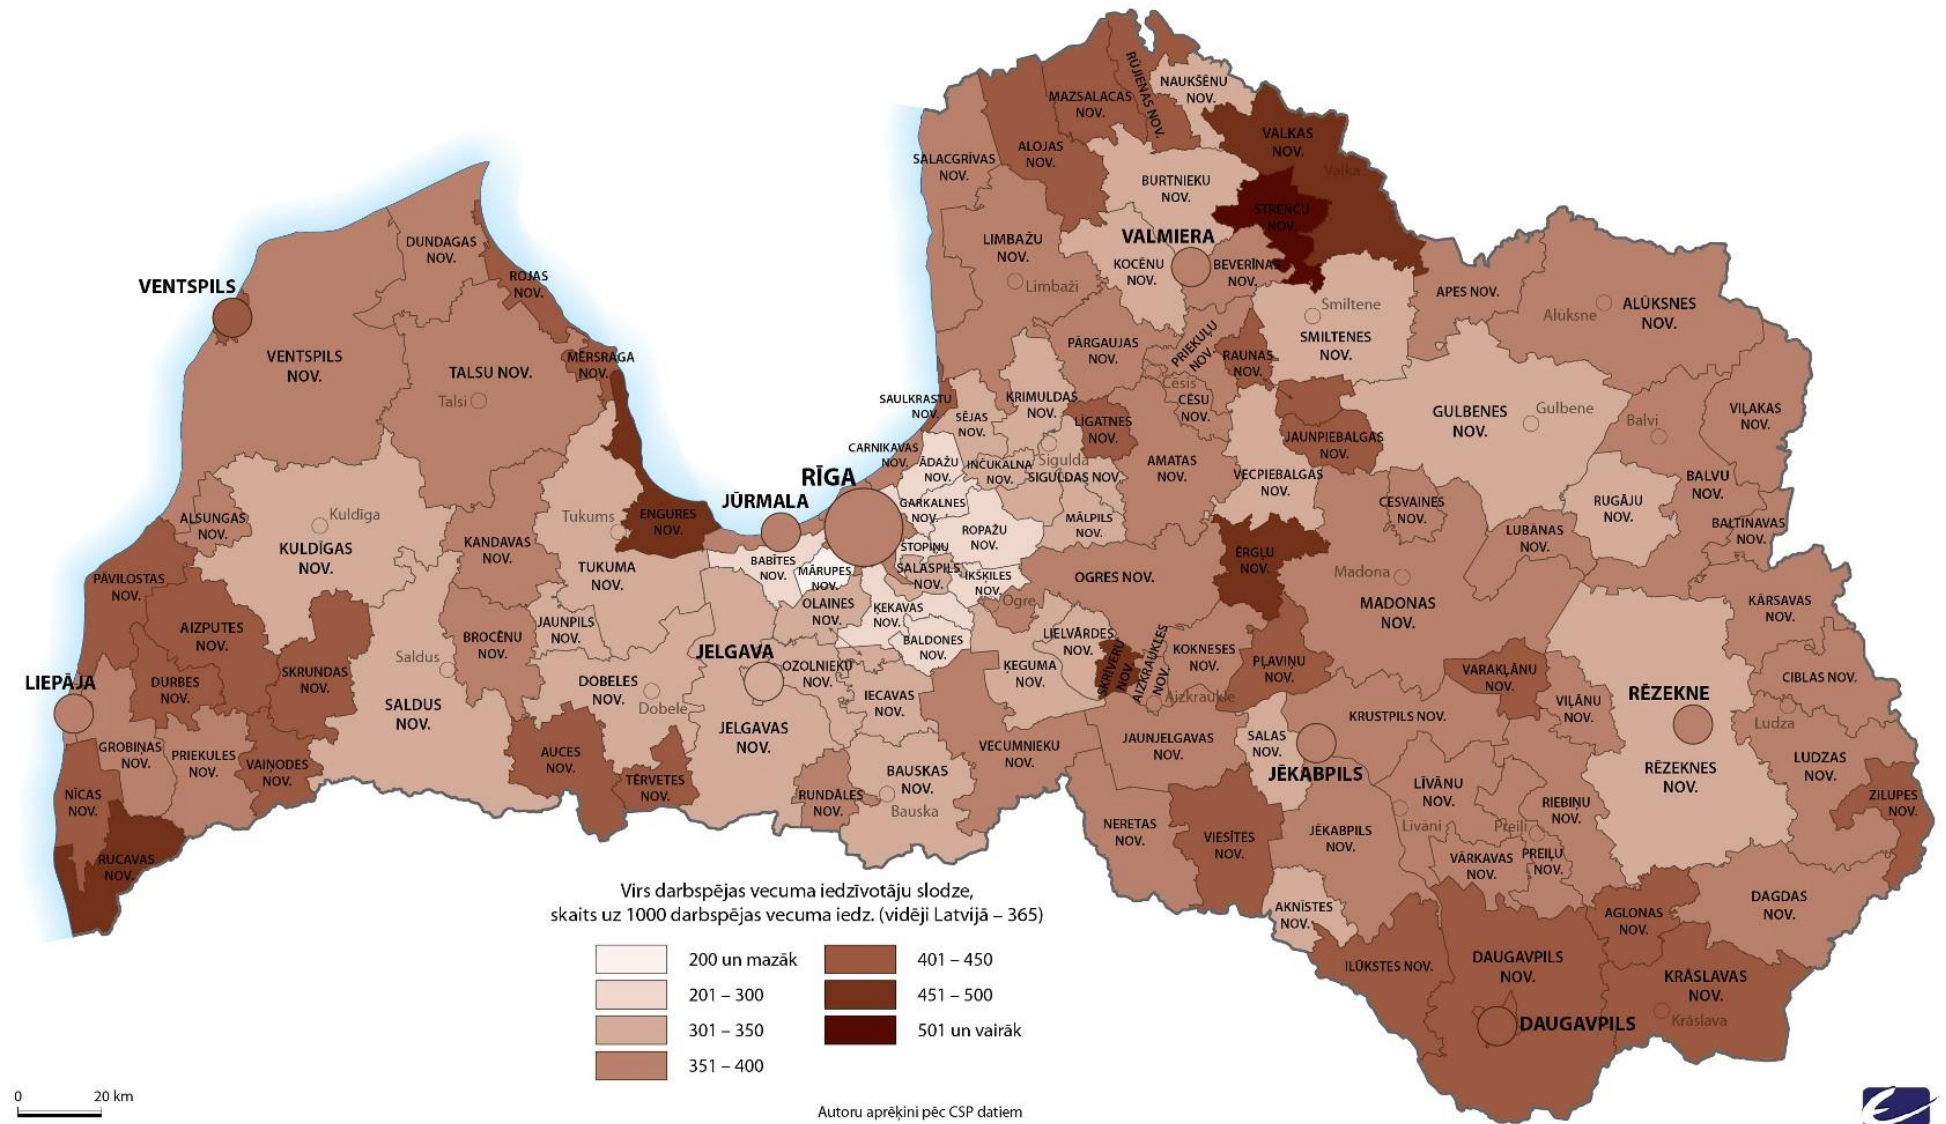 RŪJIENAS NOV.
NAUKŠĒNU
NOV.
MAZSALACAS
NOV.
VALKAS
NOV.
Valka
ALOJAS
NOV.
SALACGRĪVAS
NOV.
BURTNIEKU
NOV.
STRENČU
NOV.
VALMIERA
LIMBAŽU
NOV.
Limbaži
KOCĒNU
NOV.
BEVERĪNAS
NOV.
DUNDAGAS
NOV.
ROJAS
NOV.
VENTSPILS
APES NOV.
Alūksne
ALŪKSNES
NOV.
Smiltene
SMILTENES
NOV.
PĀRGAUJAS
NOV.
PRIEKUĻU
NOV.
RAUNAS
NOV.
VENTSPILS
NOV.
TALSU NOV.
Talsi
MĒRSRAGA
NOV.
Cēsis
CĒSU
NOV.
SAULKRASTU
NOV.
SĒJAS
NOV.
KRIMULDAS
NOV.
LĪGATNES
NOV.
JAUNPIEBALGAS
NOV.
GULBENES
NOV.
Gulbene
Balvi
VIĻAKAS
NOV.
CARNIKAVAS
NOV.
ĀDAŽU
NOV.
INČUKALNA
NOV.
Sigulda
SIGULDAS NOV.
AMATAS
NOV.
VECPIEBALGAS
NOV.
BALVU
NOV.
RĪGA
JŪRMALA
GARKALNES
NOV.
ROPAŽU
NOV.
MĀLPILS
NOV.
CESVAINES
NOV.
RUGĀJU
NOV.
LUBĀNAS
NOV.
BALTINAVAS
NOV.
ALSUNGAS
NOV.
Kuldīga
KULDĪGAS
NOV.
KANDAVAS
NOV.
Tukums
ENGURES
NOV.
TUKUMA
NOV.
BABĪTES
NOV.
MĀRUPES
NOV.
STOPIŅU
NOV.
SALASPILS
NOV.
IKŠĶILES
NOV.
Ogre
OGRES NOV.
ĒRGĻU
NOV.
Madona
MADONAS
NOV.
KĀRSAVAS
NOV.
PĀVILOSTAS
NOV.
AIZPUTES
NOV.
OLAINES
NOV.
ĶEKAVAS
NOV.
BALDONES
NOV.
JAUNPILS
NOV.
BROCĒNU
NOV.
Saldus
SALDUS
NOV.
LIELVĀRDES
NOV.
ĶEGUMA
NOV.
SKRĪVERU
NOV.
AIZKRAUKLES
NOV.
Aizkraukle
KOKNESES
NOV.
PĻAVIŅU
NOV.
VARAKĻĀNU
NOV.
VIĻĀNU
NOV.
RĒZEKNE
CIBLAS NOV.
Ludza
LIEPĀJA
DURBES
NOV.
SKRUNDAS
NOV.
JELGAVA
OZOLNIEKU
NOV.
DOBELES
NOV.
Dobele
IECAVAS
NOV.
JELGAVAS
NOV.
KRUSTPILS NOV.
SALAS
NOV.
JĒKABPILS
JAUNJELGAVAS
NOV.
VECUMNIEKU
NOV.
GROBIŅAS
NOV.
PRIEKULES
NOV.
VAIŅODES
NOV.
AUCES
NOV.
TĒRVETES
NOV.
RUNDĀLES
NOV.
BAUSKAS
NOV.
Bauska
NĪCAS
NOV.
RUCAVAS
NOV.
RĒZEKNES
NOV.
LUDZAS
NOV.
ZILUPES
NOV.
LĪVĀNU
NOV.
Līvāni
RIEBIŅU
NOV.
Preiļi
PREIĻU
NOV.
VĀRKAVAS
NOV.
NERETAS
NOV.
VIESĪTES
NOV.
JĒKABPILS
NOV.
AKNĪSTES
NOV.
AGLONAS
NOV.
DAGDAS
NOV.
ILŪKSTES NOV.
DAUGAVPILS
NOV.
DAUGAVPILS
KRĀSLAVAS
NOV.
Krāslava
Virs darbspējas vecuma iedzīvotāju slodze,
skaits uz 1000 darbspējas vecuma iedz. (vidēji Latvijā – 365)
200 un mazāk
201 – 300
301 – 350
351 – 400
401 – 450
451 – 500
501 un vairāk
0 20 km
Autoru aprēķini pēc CSP datiem